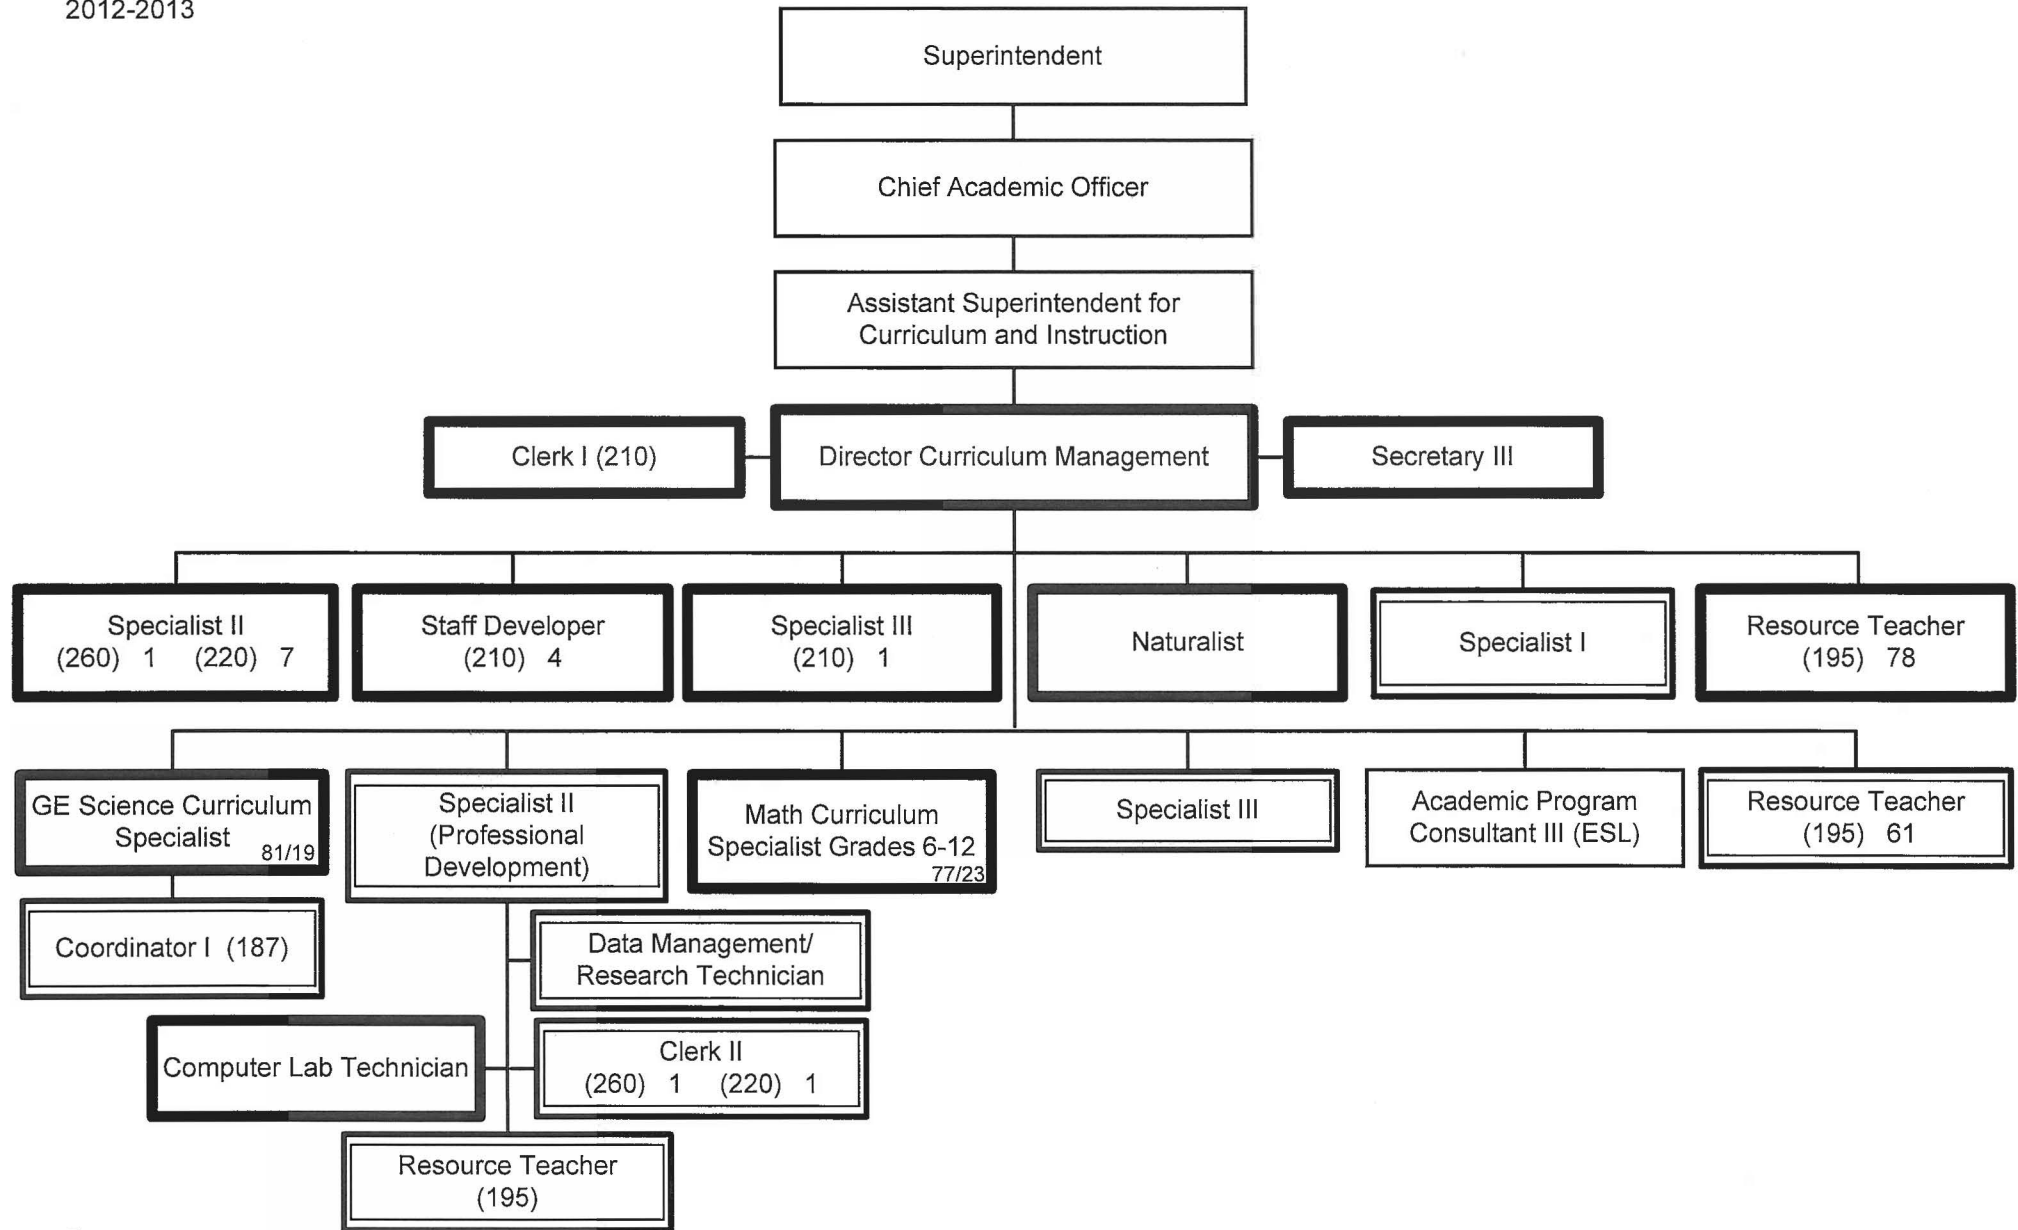 2012-2013
Superintendent
Chief Academic Officer
Assistant Superintendent for
Curriculum and Instruction
Clerk I (210)
Director Curriculum Management
Secretary III
Specialist II
(260) 1 (220) 7
Staff Developer
(210) 4
Specialist III
(210) 1
Naturalist
Specialist I
Resource Teacher
(195) 78
GE Science Curriculum
Specialist
81/19
Specialist II
(Professional
Development)
Math Curriculum
Specialist Grades 6-12
77/23
Specialist III
Academic Program
Consultant III (ESL)
Resource Teacher
(195) 61
Coordinator I (187)
Data Management/
Research Technician
Computer Lab Technician
Clerk II
(260) 1 (220) 1
Resource Teacher
(195)